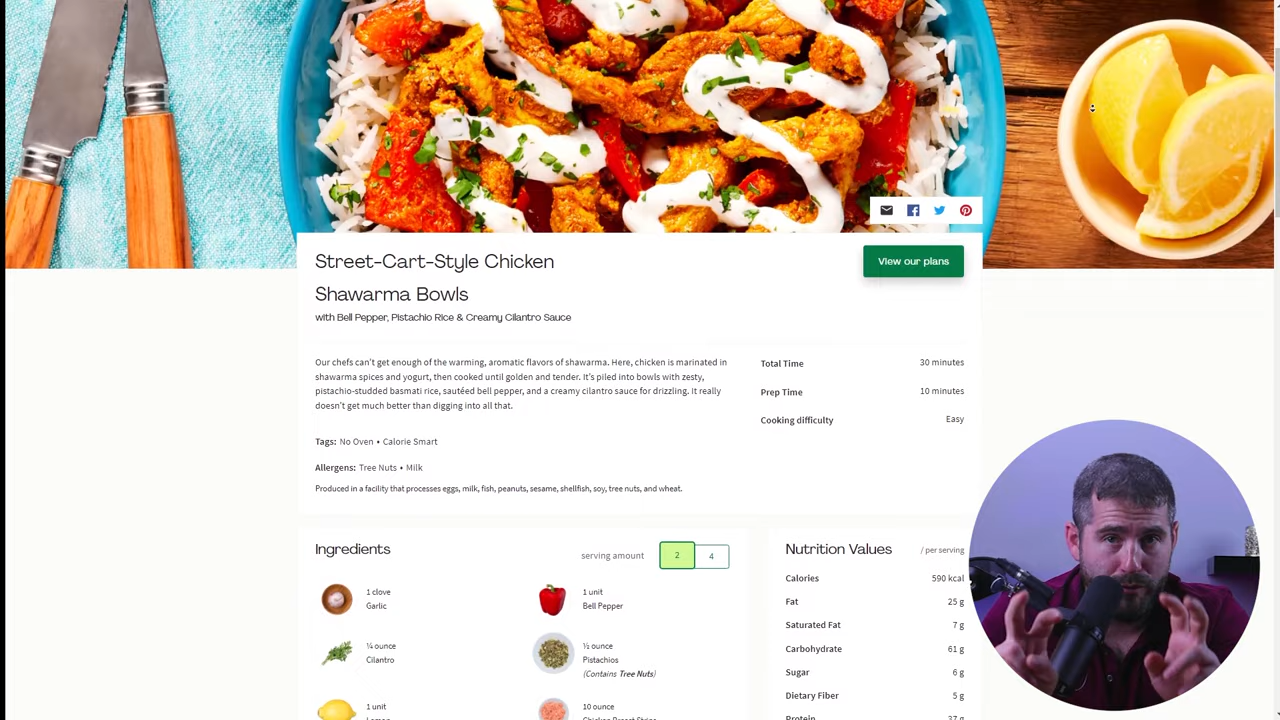 Street-Cart-Style Chicken
Shawarma Bowls
with Bell Pepper, Pistachio Rice & Creamy Cilantro Sauce
View our plans
Our chefs can't get enough of the warming, aromatic flavors of shawarma. Here, chicken is marinated in
shawarma spices and yogurt, then cooked until golden and tender. It's piled into bowls with zesty,
pistachio-studded basmati rice, sautéed bell pepper, and a creamy cilantro sauce for drizzling. It really
doesn't get much better than digging into all that.
Total Time 30 minutes
Prep Time 10 minutes
Cooking difficulty Easy
Tags: No Oven • Calorie Smart
Allergens: Tree Nuts • Milk
Produced in a facility that processes eggs, milk, fish, peanuts, sesame, shellfish, soy, tree nuts, and wheat.
Ingredients
serving amount 2 4
1 clove
Garlic
1 unit
Bell Pepper
¼ ounce
Cilantro
½ ounce
Pistachios
(Contains Tree Nuts)
1 unit
Lemon
10 ounce
Chicken Breast Strips
Nutrition Values / per serving
Calories 590 kcal
Fat 25 g
Saturated Fat 7 g
Carbohydrate 61 g
Sugar 6 g
Dietary Fiber 5 g
Protein 37 g